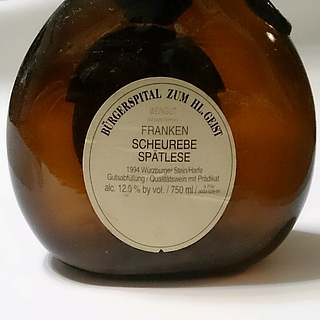 BÜRGERSPITAL ZUM HL. GEIST
WEINGUT
FRANKEN
SCHEUREBE
SPÄTLESE
1994 Würzburger Stein/Harfe
Gutsabfüllung / Qualitätswein mit Prädikat
alc. 12.5 % by vol. / 750 ml /